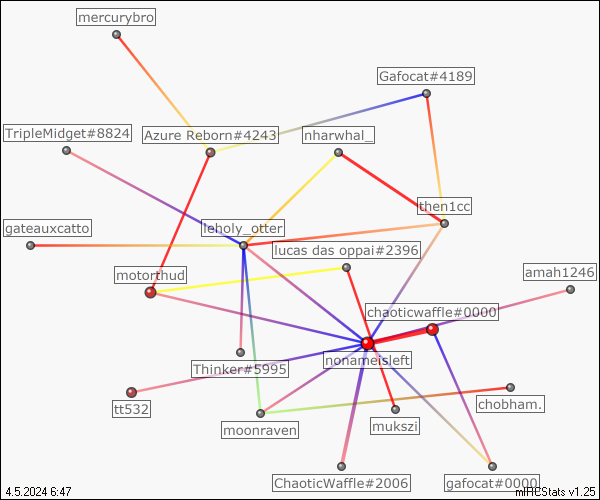 mercurybro
Gafocat#4189
TripleMidget#8824
Azure Reborn#4243
nharwhal_
then1cc
gateauxcatto
leholy_otter
lucas das oppai#2396
motorthud
amah1246
chaoticwaffle#0000
nonameisleft
Thinker#5995
tt532
chobham.
moonraven
mukszi
ChaoticWaffle#2006
gafocat#0000
4.5.2024 6:47
mIRCStats v1.25